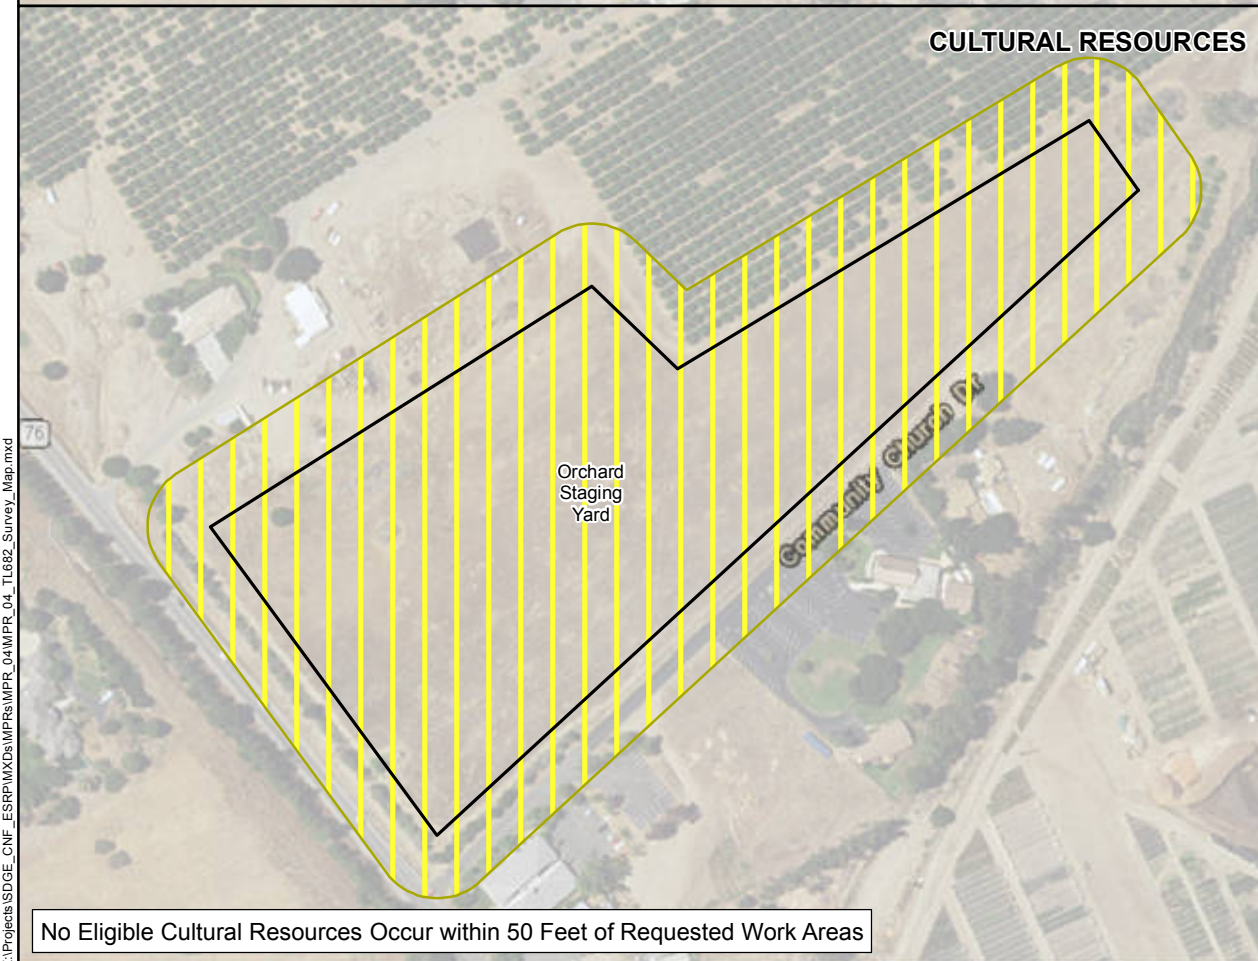 CULTURAL RESOURCES
76
Orchard
Staging
Yard
Community Church Dr
No Eligible Cultural Resources Occur within 50 Feet of Requested Work Areas
:\Projects\SDGE_CNF_ESRP\MXDs\MPRs\MPR_04\MPR_04_TL682_Survey_Map.mxd